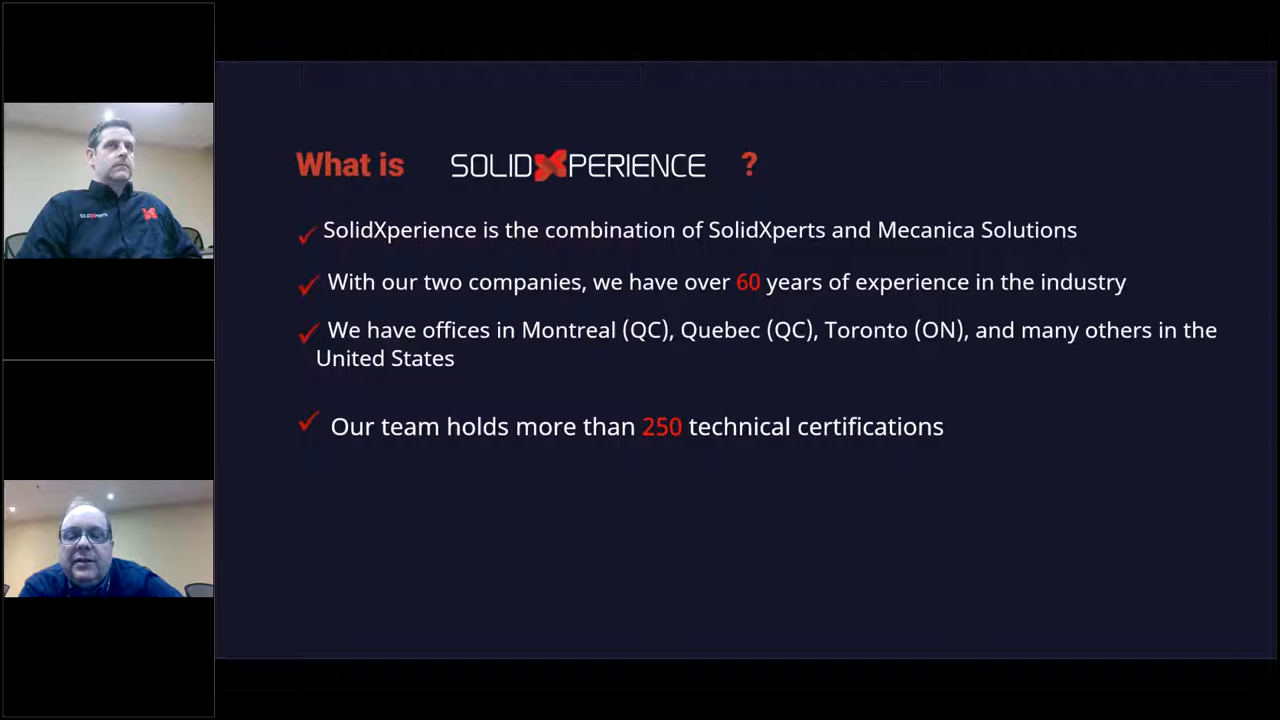 What is SOLIDXPERIENCE ?
SolidXperience is the combination of SolidXperts and Mecanica Solutions
With our two companies, we have over 60 years of experience in the industry
We have offices in Montreal (QC), Quebec (QC), Toronto (ON), and many others in the
United States
Our team holds more than 250 technical certifications
SOLIDXPERTS